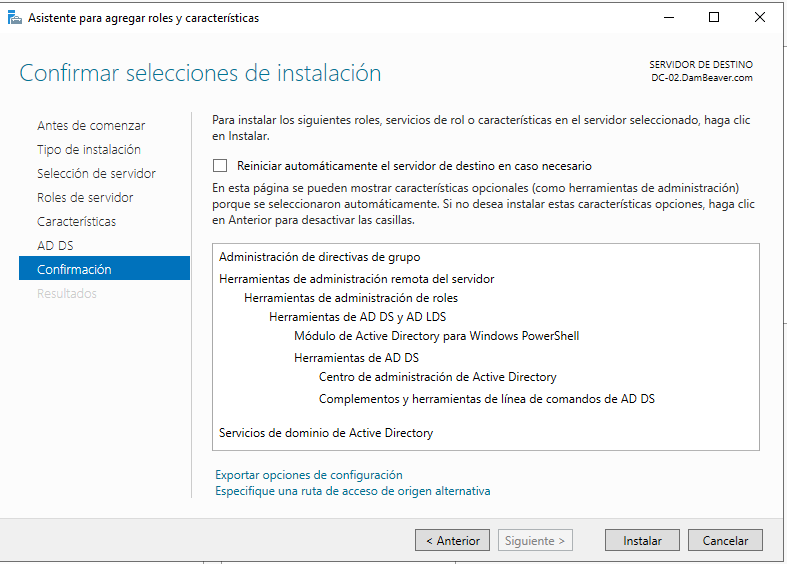 Asistente para agregar roles y características
Confirmar selecciones de instalación
SERVIDOR DE DESTINO
DC-02.DamBeaver.com
Antes de comenzar
Tipo de instalación
Selección de servidor
Roles de servidor
Características
AD DS
Confirmación
Resultados
Para instalar los siguientes roles, servicios de rol o características en el servidor seleccionado, haga clic
en Instalar.
Reiniciar automáticamente el servidor de destino en caso necesario
En esta página se pueden mostrar características opcionales (como herramientas de administración)
porque se seleccionaron automáticamente. Si no desea instalar estas características opciones, haga clic
en Anterior para desactivar las casillas.
Administración de directivas de grupo
Herramientas de administración remota del servidor
Herramientas de administración de roles
Herramientas de AD DS y AD LDS
Módulo de Active Directory para Windows PowerShell
Herramientas de AD DS
Centro de administración de Active Directory
Complementos y herramientas de línea de comandos de AD DS
Servicios de dominio de Active Directory
Exportar opciones de configuración
Especifique una ruta de acceso de origen alternativa
< Anterior
Siguiente >
Instalar
Cancelar